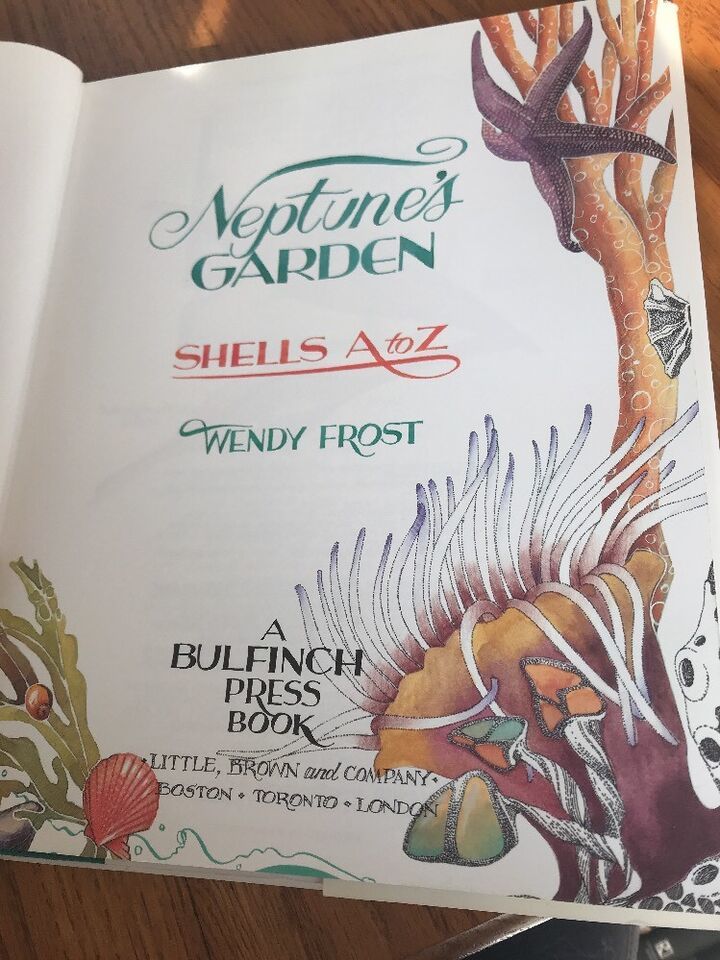 Neptune's
GARDEN
SHELLS A to Z
WENDY FROST
A
BULFINCH
PRESS
BOOK
• LITTLE, BROWN and COMPANY •
BOSTON • TORONTO • LONDON